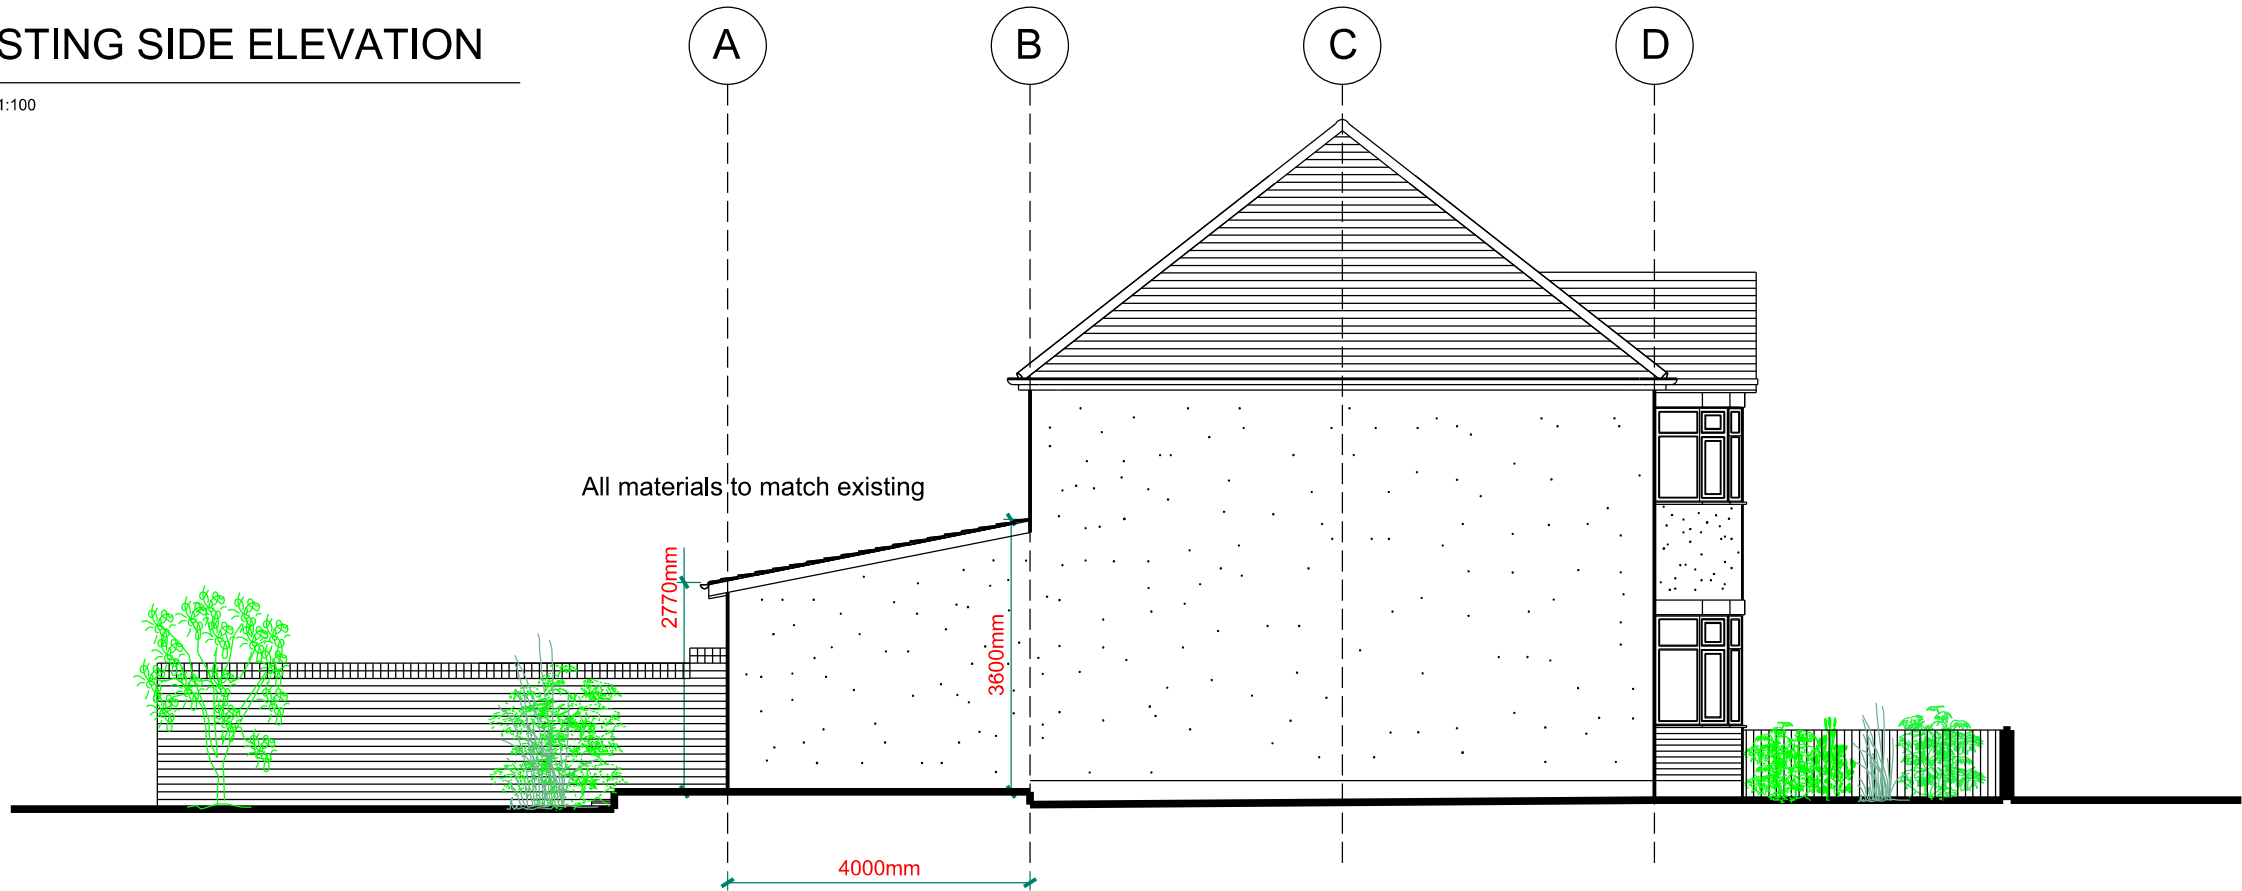 STING SIDE ELEVATION
1:100
A
B
C
D
All materials to match existing
2770mm
3600mm
4000mm